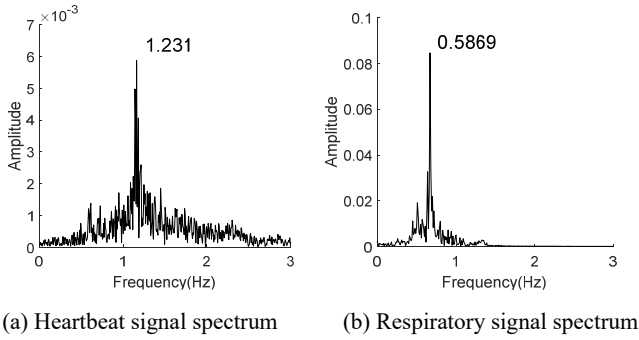 ×10⁻³
7
6
5
4
3
2
1
0
1.231
Amplitude
0 1 2 3
Frequency(Hz)
(a) Heartbeat signal spectrum
0.1
0.08
0.06
0.04
0.02
0
0.5869
Amplitude
0 1 2 3
Frequency(Hz)
(b) Respiratory signal spectrum